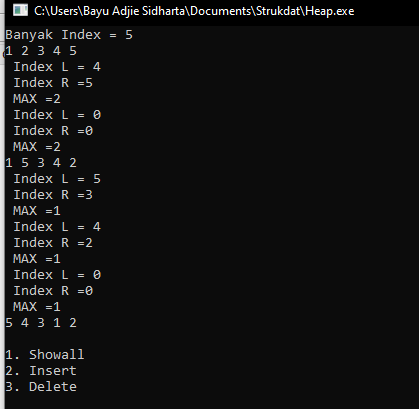 C:\Users\Bayu Adjie Sidharta\Documents\Strukdat\Heap.exe
Banyak Index = 5
1 2 3 4 5
Index L = 4
Index R =5
MAX =2
Index L = 0
Index R =0
MAX =2
1 5 3 4 2
Index L = 5
Index R =3
MAX =1
Index L = 4
Index R =2
MAX =1
Index L = 0
Index R =0
MAX =1
5 4 3 1 2
1. Showall
2. Insert
3. Delete